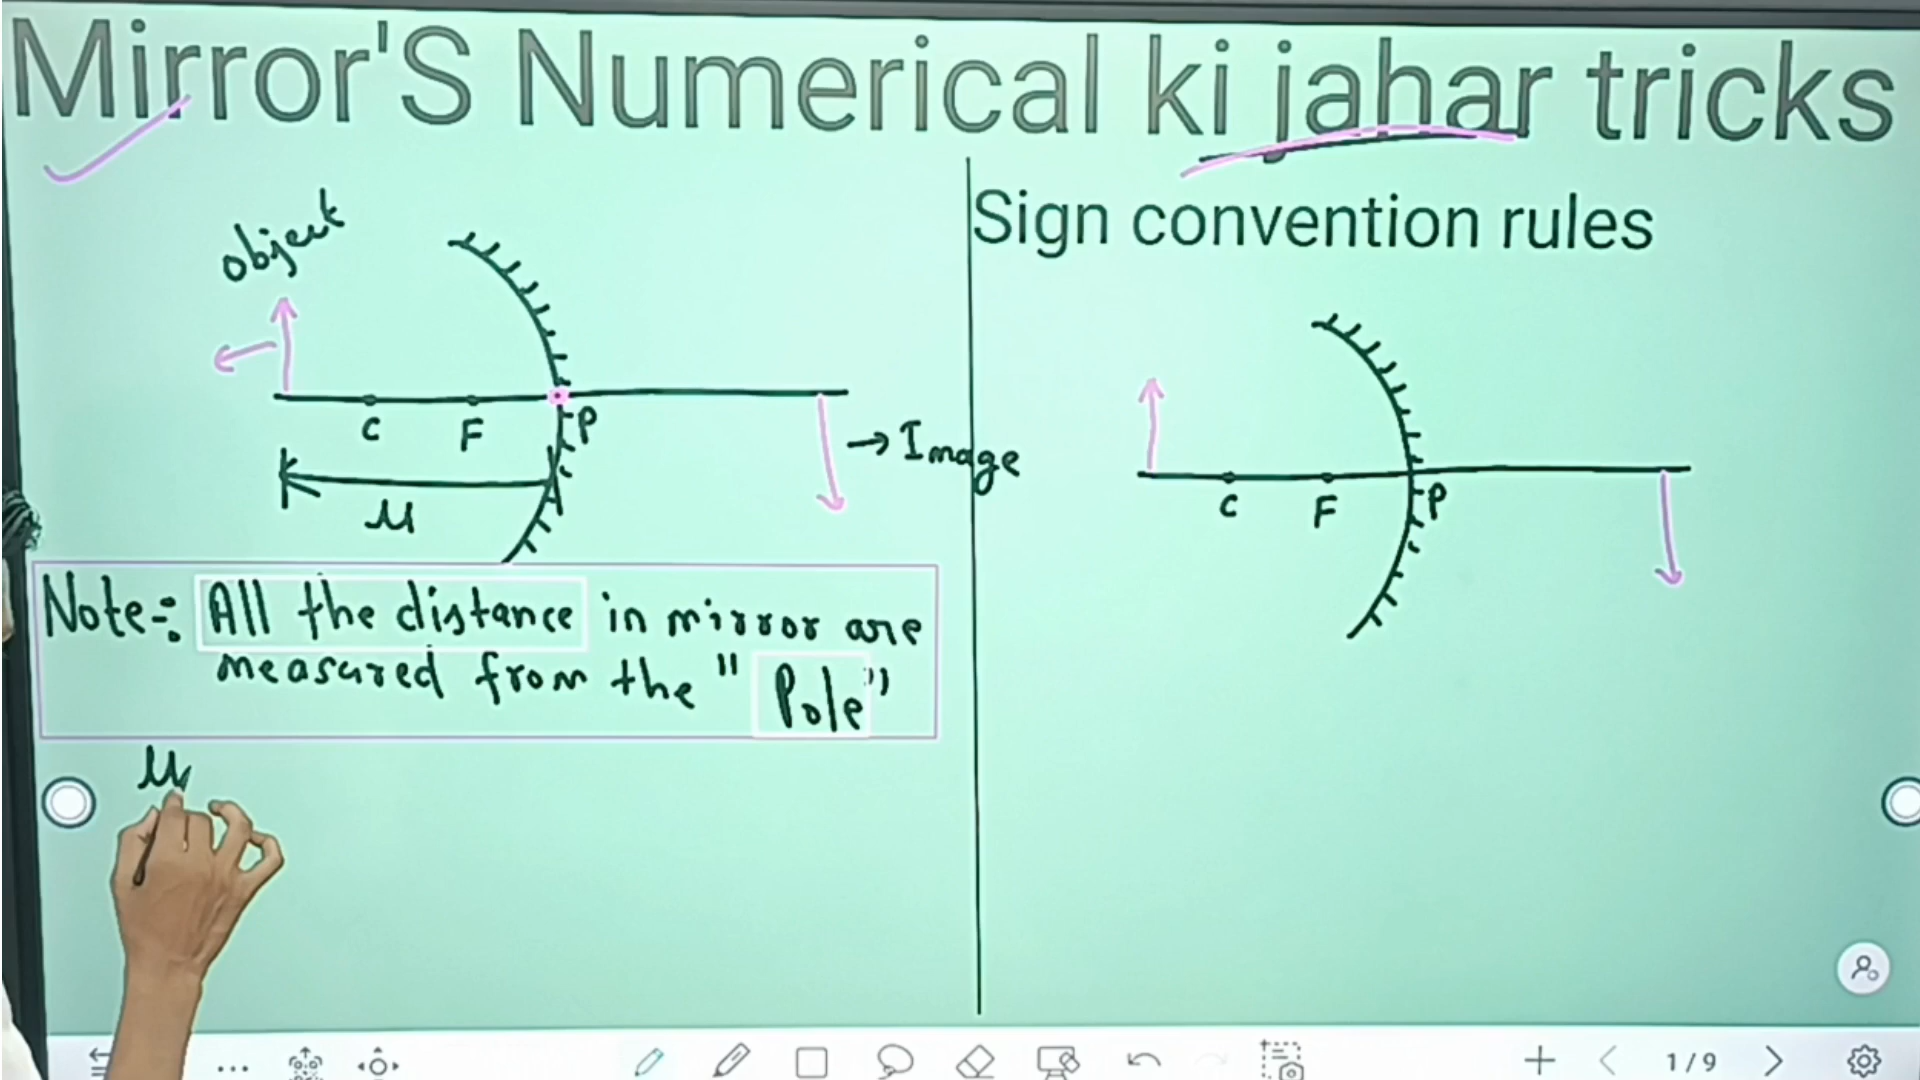 Mirror'S Numerical ki jahar tricks
object
C
F
P
u
→ Image
Note-: All the distance in mirror are
measured from the "Pole"
u
Sign convention rules
C
F
P
1/9